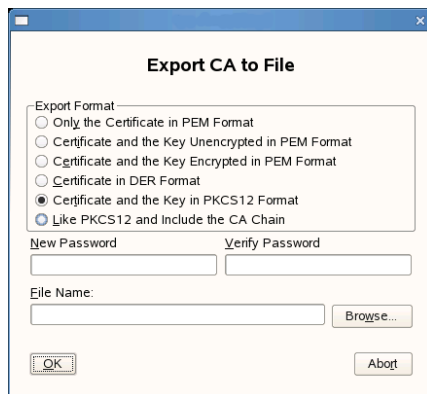 Export CA to File
Export Format
Only the Certificate in PEM Format
Certificate and the Key Unencrypted in PEM Format
Certificate and the Key Encrypted in PEM Format
Certificate in DER Format
Certificate and the Key in PKCS12 Format
Like PKCS12 and Include the CA Chain
New Password Verify Password
File Name:
Browse...
OK Abort